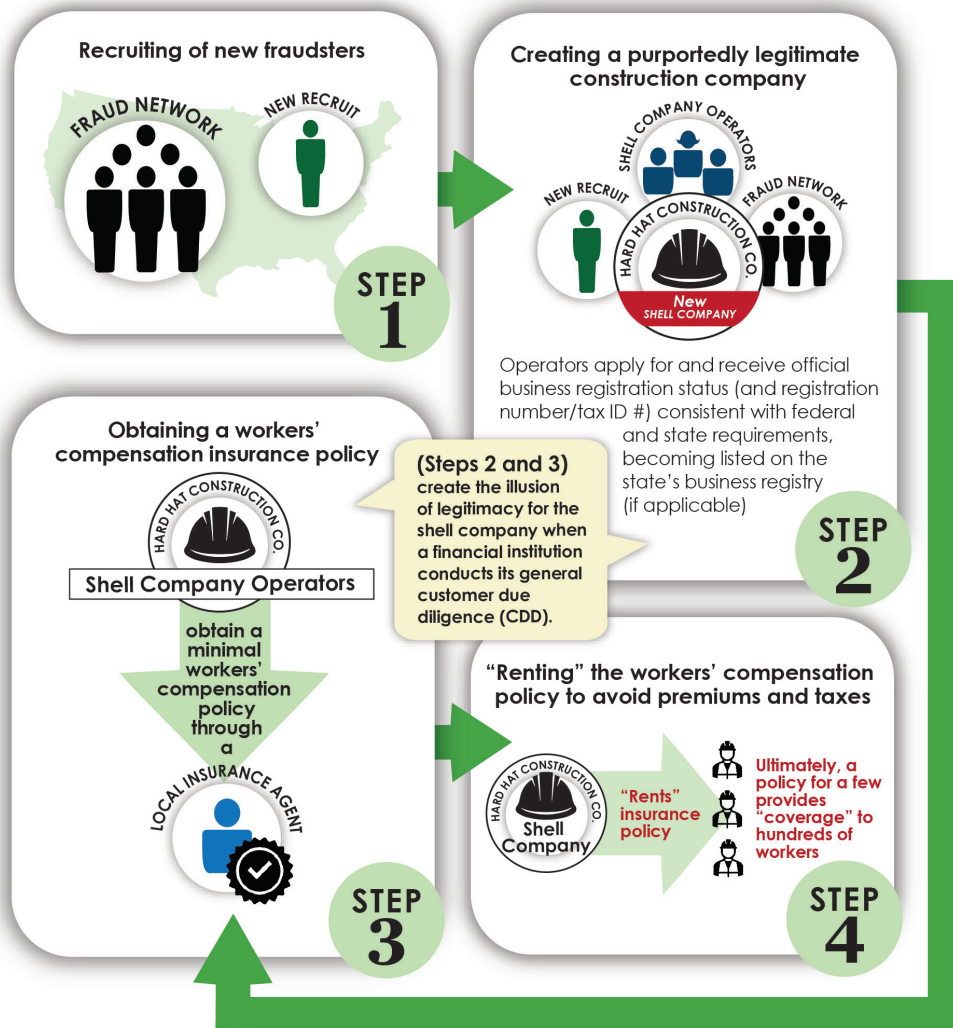 Recruiting of new fraudsters
FRAUD NETWORK
NEW RECRUIT
STEP
1
Creating a purportedly legitimate
construction company
SHELL COMPANY OPERATORS
NEW RECRUIT
FRAUD NETWORK
HARD HAT CONSTRUCTION CO.
New
SHELL COMPANY
Operators apply for and receive official
business registration status (and registration
number/tax ID #) consistent with federal
and state requirements,
becoming listed on the
state’s business registry
(if applicable)
STEP
2
(Steps 2 and 3)
create the illusion
of legitimacy for the
shell company when
a financial institution
conducts its general
customer due
diligence (CDD).
Obtaining a workers’
compensation insurance policy
HARD HAT CONSTRUCTION CO.
Shell Company Operators
obtain a
minimal
workers’
compensation
policy
through
a
LOCAL INSURANCE AGENT
STEP
3
“Renting” the workers’ compensation
policy to avoid premiums and taxes
HARD HAT CONSTRUCTION CO.
Shell
Company
“Rents”
insurance
policy
Ultimately, a
policy for a few
provides
“coverage” to
hundreds of
workers
STEP
4